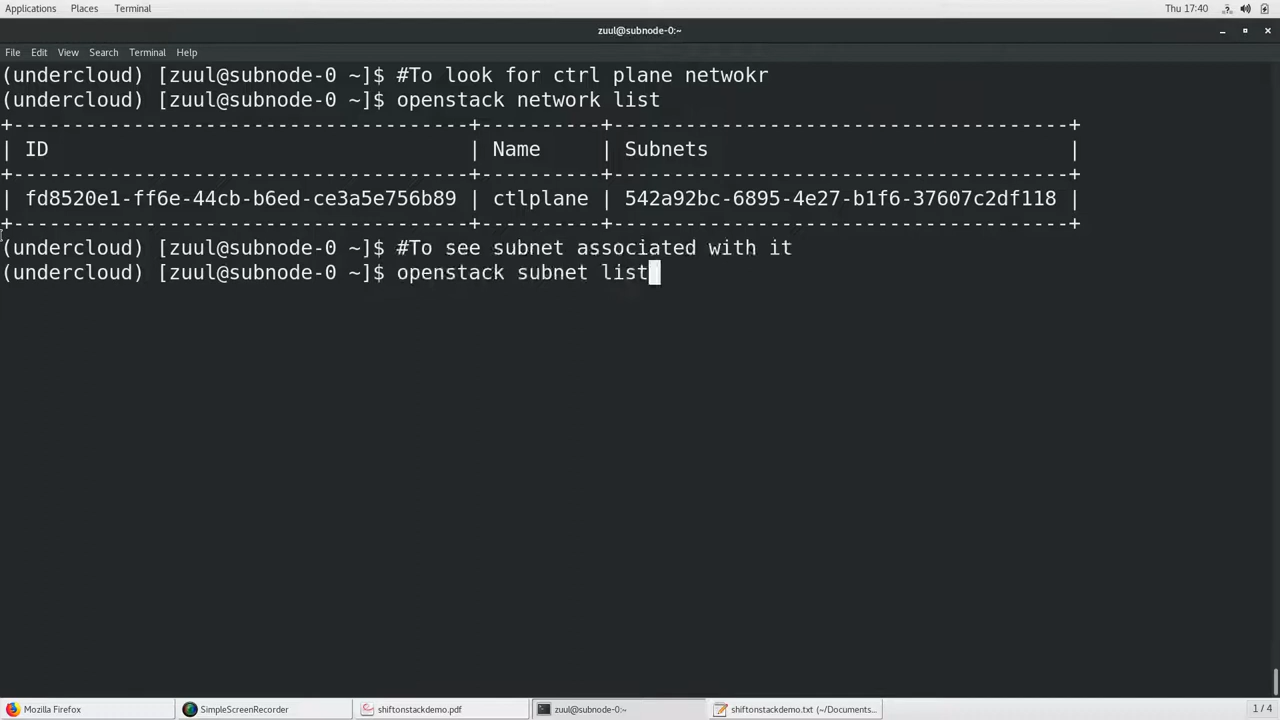 Applications Places Terminal Thu 17:40
zuul@subnode-0:~
File Edit View Search Terminal Help
(undercloud) [zuul@subnode-0 ~]$ #To look for ctrl plane netwokr
(undercloud) [zuul@subnode-0 ~]$ openstack network list
+--------------------------------------+----------+--------------------------------------+
| ID | Name | Subnets |
+--------------------------------------+----------+--------------------------------------+
| fd8520e1-ff6e-44cb-b6ed-ce3a5e756b89 | ctlplane | 542a92bc-6895-4e27-b1f6-37607c2df118 |
+--------------------------------------+----------+--------------------------------------+
(undercloud) [zuul@subnode-0 ~]$ #To see subnet associated with it
(undercloud) [zuul@subnode-0 ~]$ openstack subnet list
Mozilla Firefox SimpleScreenRecorder shiftonstackdemo.pdf zuul@subnode-0:~ shiftonstackdemo.txt (~/Documents... 1 / 4